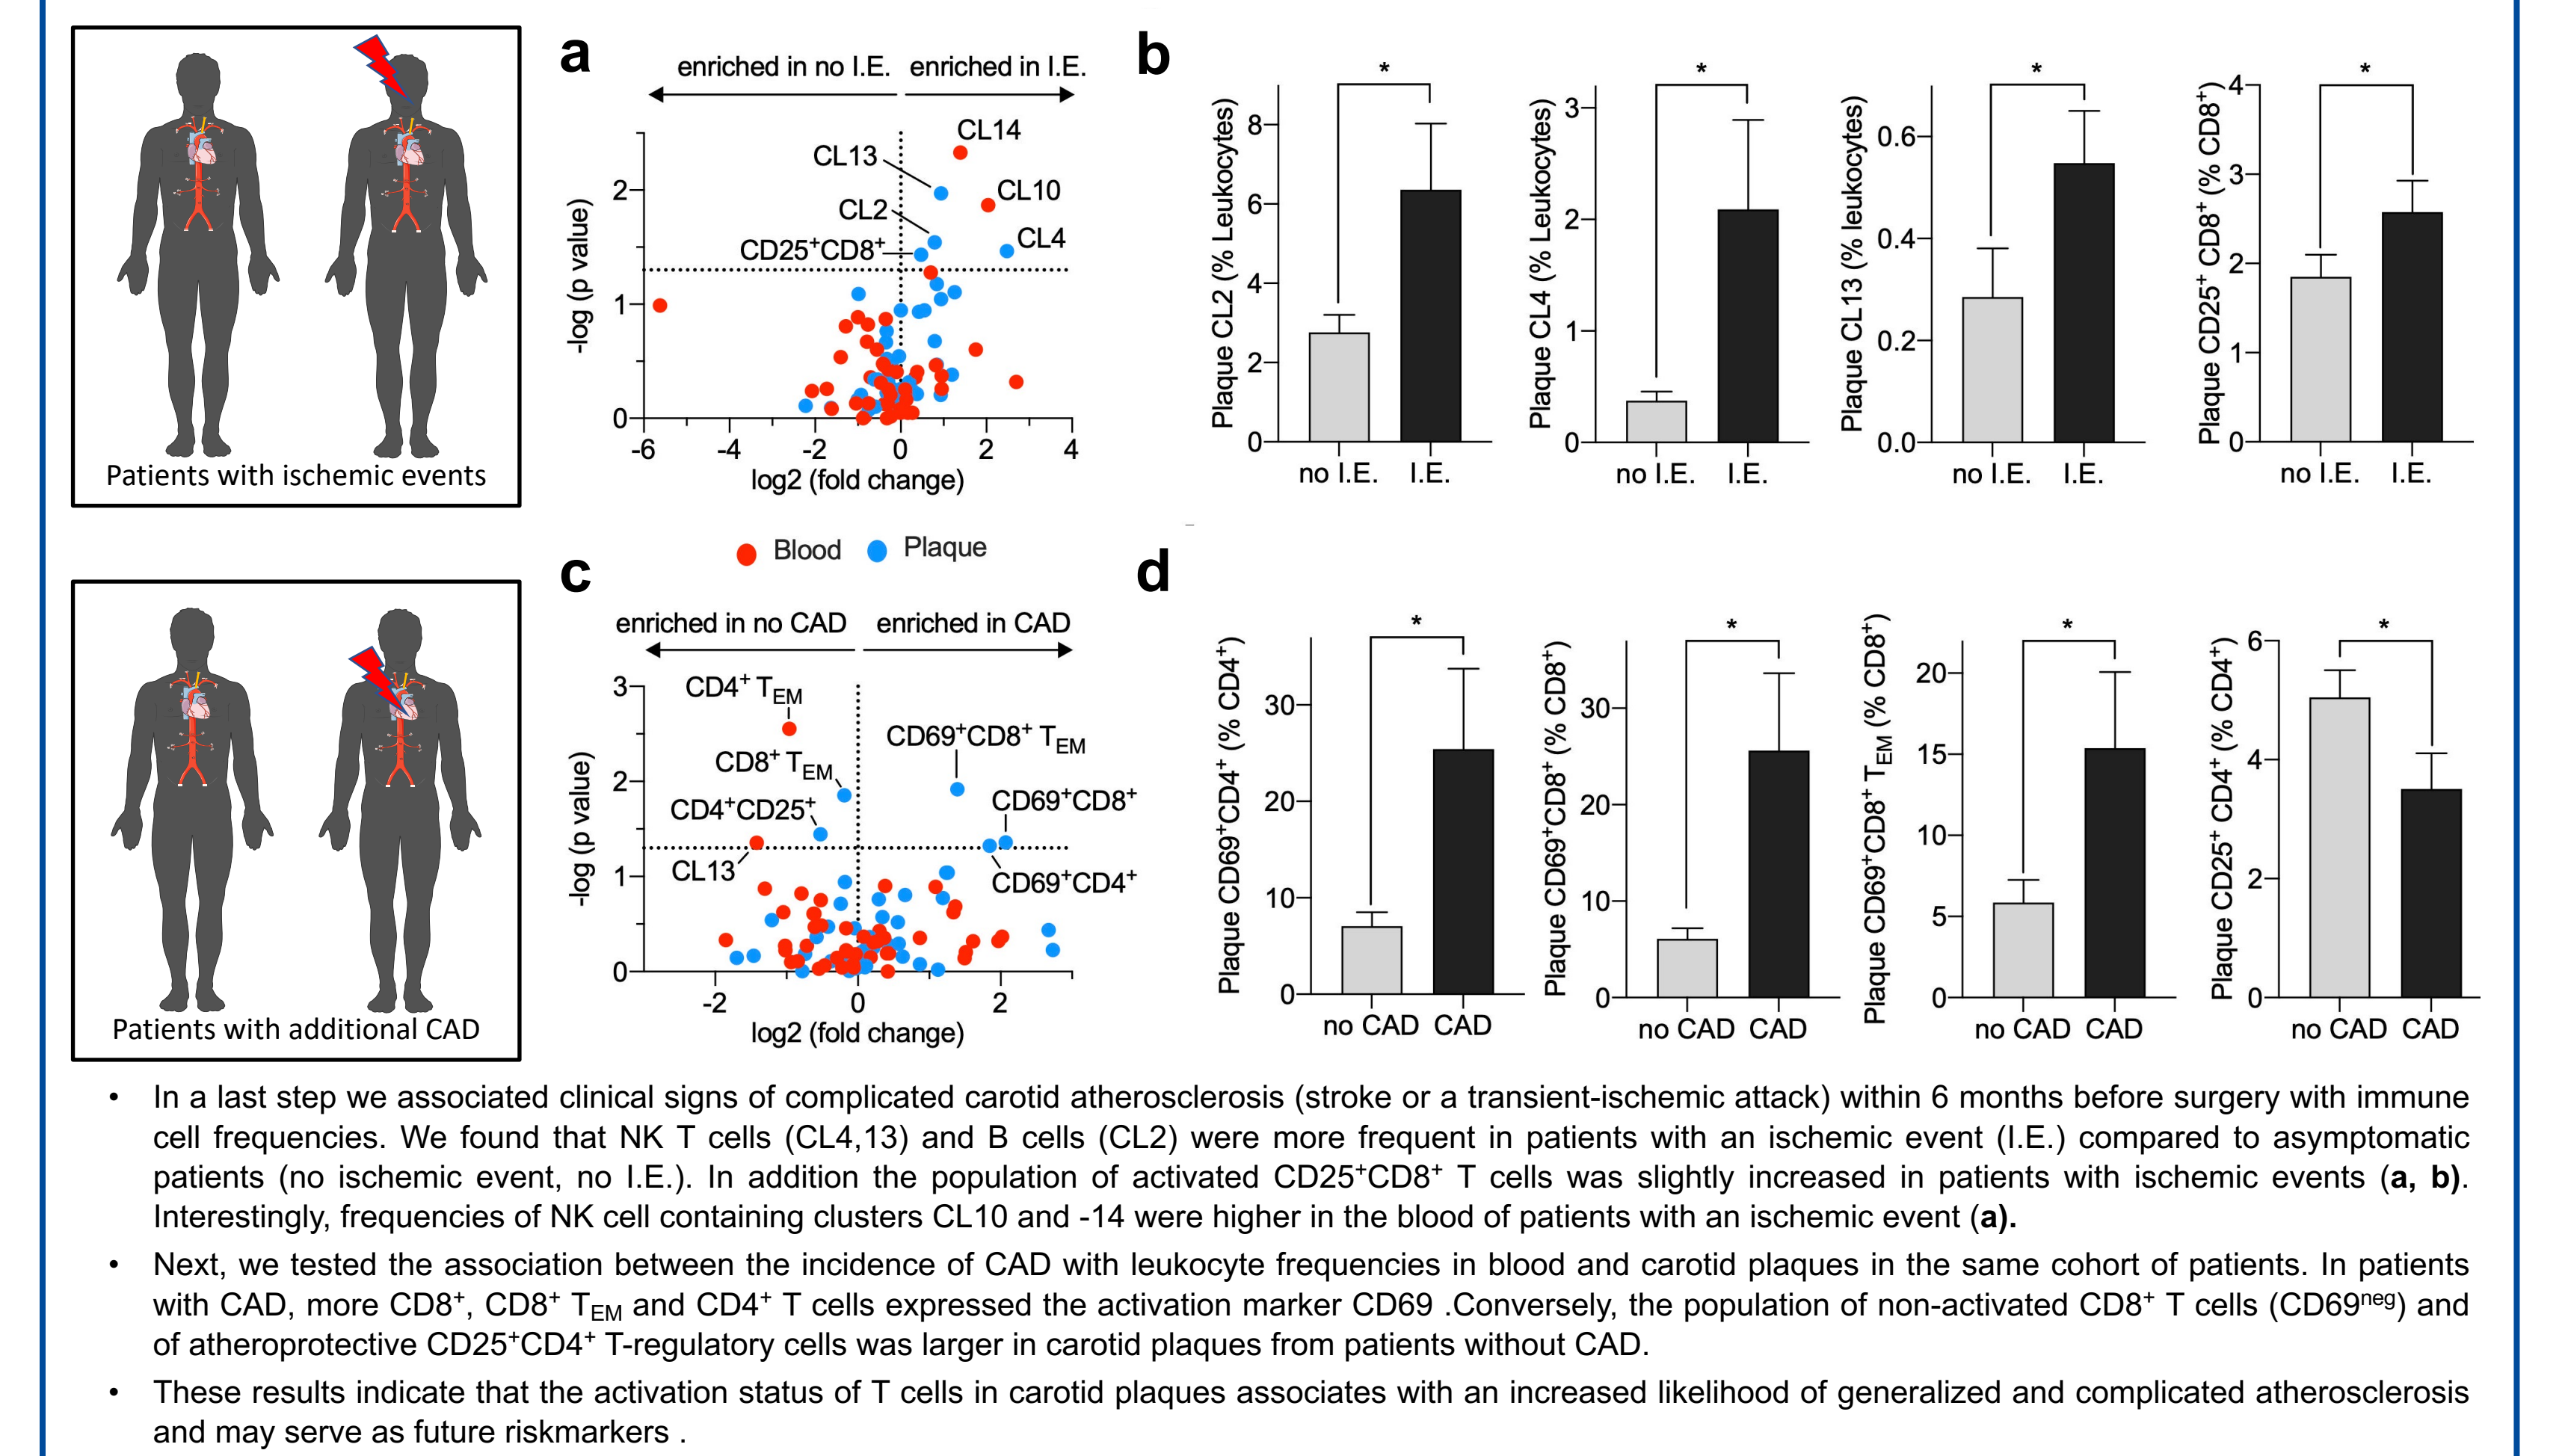 Patients with ischemic events
a
enriched in no I.E. enriched in I.E.
CL14
CL13
CL10
CL2
CL4
CD25+CD8+
-log (p value)
2
1
0
-6 -4 -2 0 2 4
log2 (fold change)
b
*
Plaque CL2 (% Leukocytes)
8
6
4
2
0
no I.E. I.E.
*
Plaque CL4 (% Leukocytes)
3
2
1
0
no I.E. I.E.
*
Plaque CL13 (% leukocytes)
0.6
0.4
0.2
0.0
no I.E. I.E.
*
Plaque CD25+ CD8+ (% CD8+)
4
3
2
1
0
no I.E. I.E.
Blood Plaque
Patients with additional CAD
c
enriched in no CAD enriched in CAD
CD4+ TEM
CD69+CD8+ TEM
CD8+ TEM
CD69+CD8+
CD4+CD25+
CL13
CD69+CD4+
-log (p value)
3
2
1
0
-2 0 2
log2 (fold change)
d
*
Plaque CD69+CD4+ (% CD4+)
30
20
10
0
no CAD CAD
*
Plaque CD69+CD8+ (% CD8+)
30
20
10
0
no CAD CAD
*
Plaque CD69+CD8+ TEM (% CD8+)
20
15
10
5
0
no CAD CAD
*
Plaque CD25+ CD4+ (% CD4+)
6
4
2
0
no CAD CAD
• In a last step we associated clinical signs of complicated carotid atherosclerosis (stroke or a transient-ischemic attack) within 6 months before surgery with immune
cell frequencies. We found that NK T cells (CL4,13) and B cells (CL2) were more frequent in patients with an ischemic event (I.E.) compared to asymptomatic
patients (no ischemic event, no I.E.). In addition the population of activated CD25+CD8+ T cells was slightly increased in patients with ischemic events (a, b).
Interestingly, frequencies of NK cell containing clusters CL10 and -14 were higher in the blood of patients with an ischemic event (a).
• Next, we tested the association between the incidence of CAD with leukocyte frequencies in blood and carotid plaques in the same cohort of patients. In patients
with CAD, more CD8+, CD8+ TEM and CD4+ T cells expressed the activation marker CD69 .Conversely, the population of non-activated CD8+ T cells (CD69neg) and
of atheroprotective CD25+CD4+ T-regulatory cells was larger in carotid plaques from patients without CAD.
• These results indicate that the activation status of T cells in carotid plaques associates with an increased likelihood of generalized and complicated atherosclerosis
and may serve as future riskmarkers .